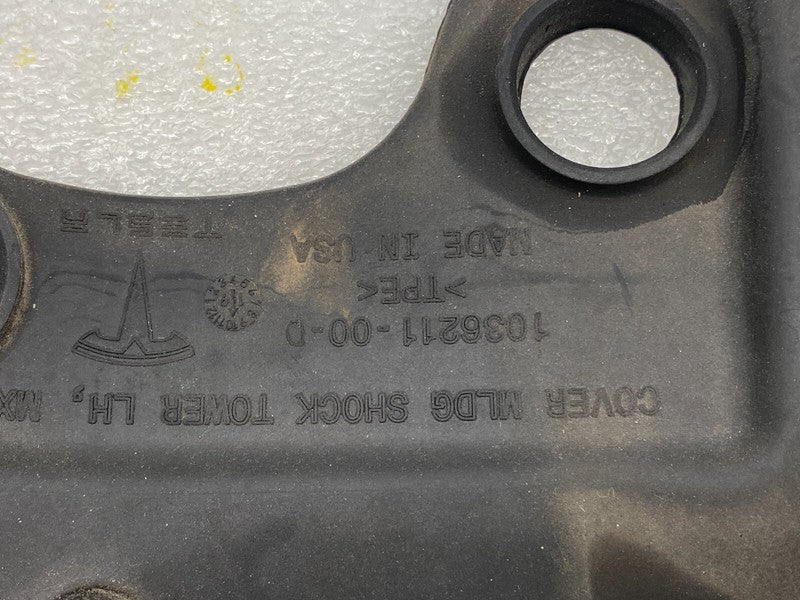 COVER MLDG SHOCK TOWER LH, MX
1036211-00-D
>TPE<
MADE IN USA
TESLA